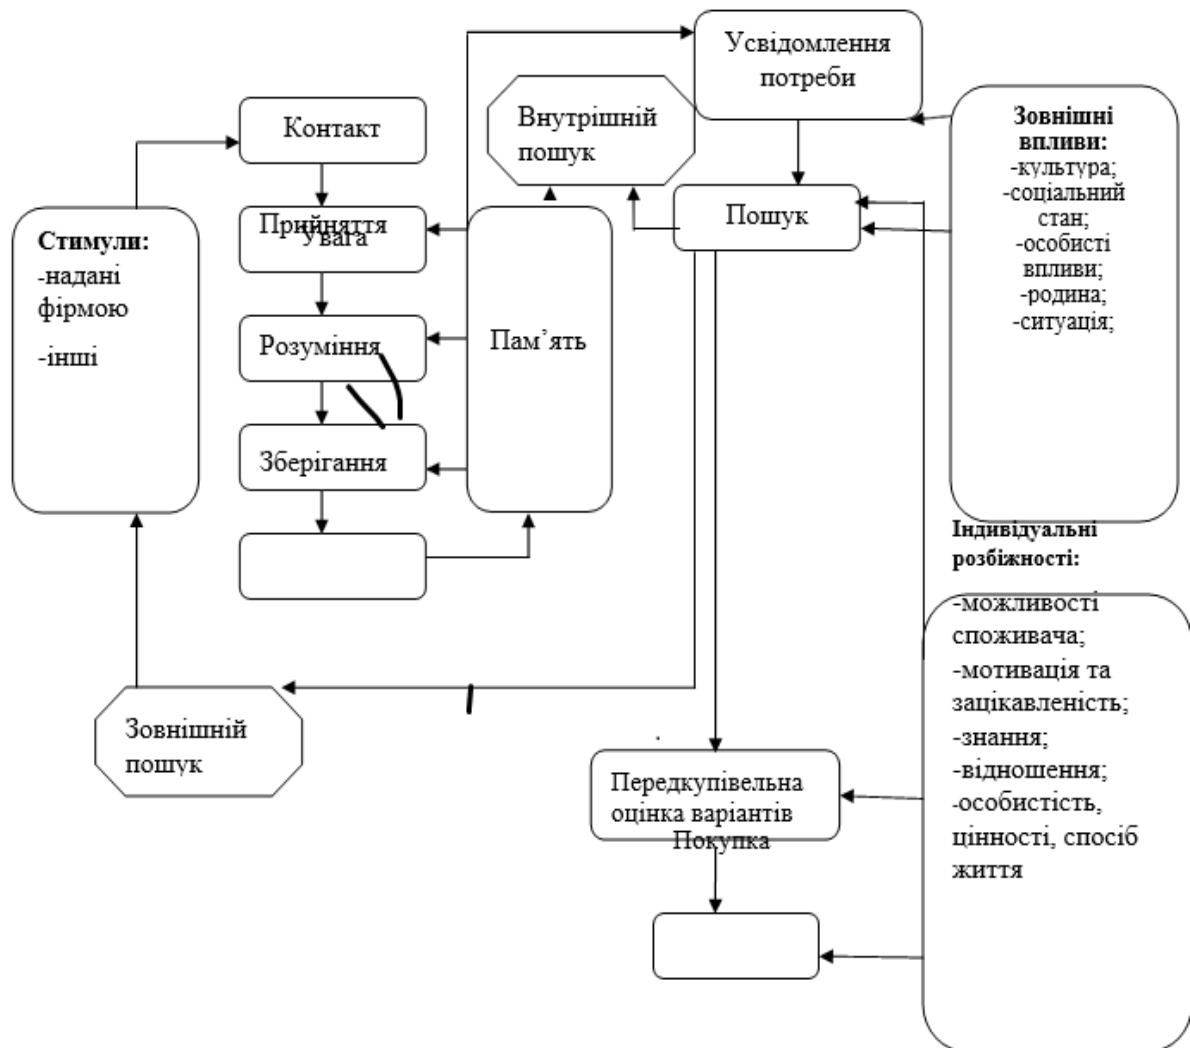 Усвідомлення
потреби
Внутрішній
пошук
Контакт
Зовнішні
впливи:
-культура;
-соціальний
стан;
-особисті
впливи;
-родина;
-ситуація;
Стимули:
-надані
фірмою
-інші
Прийняття
Увага
Пошук
Розуміння
Пам’ять
Зберігання
Індивідуальні
розбіжності:
-можливості
споживача;
-мотивація та
зацікавленість;
-знання;
-відношення;
-особистість,
цінності, спосіб
життя
Зовнішній
пошук
Передкупівельна
оцінка варіантів
Покупка